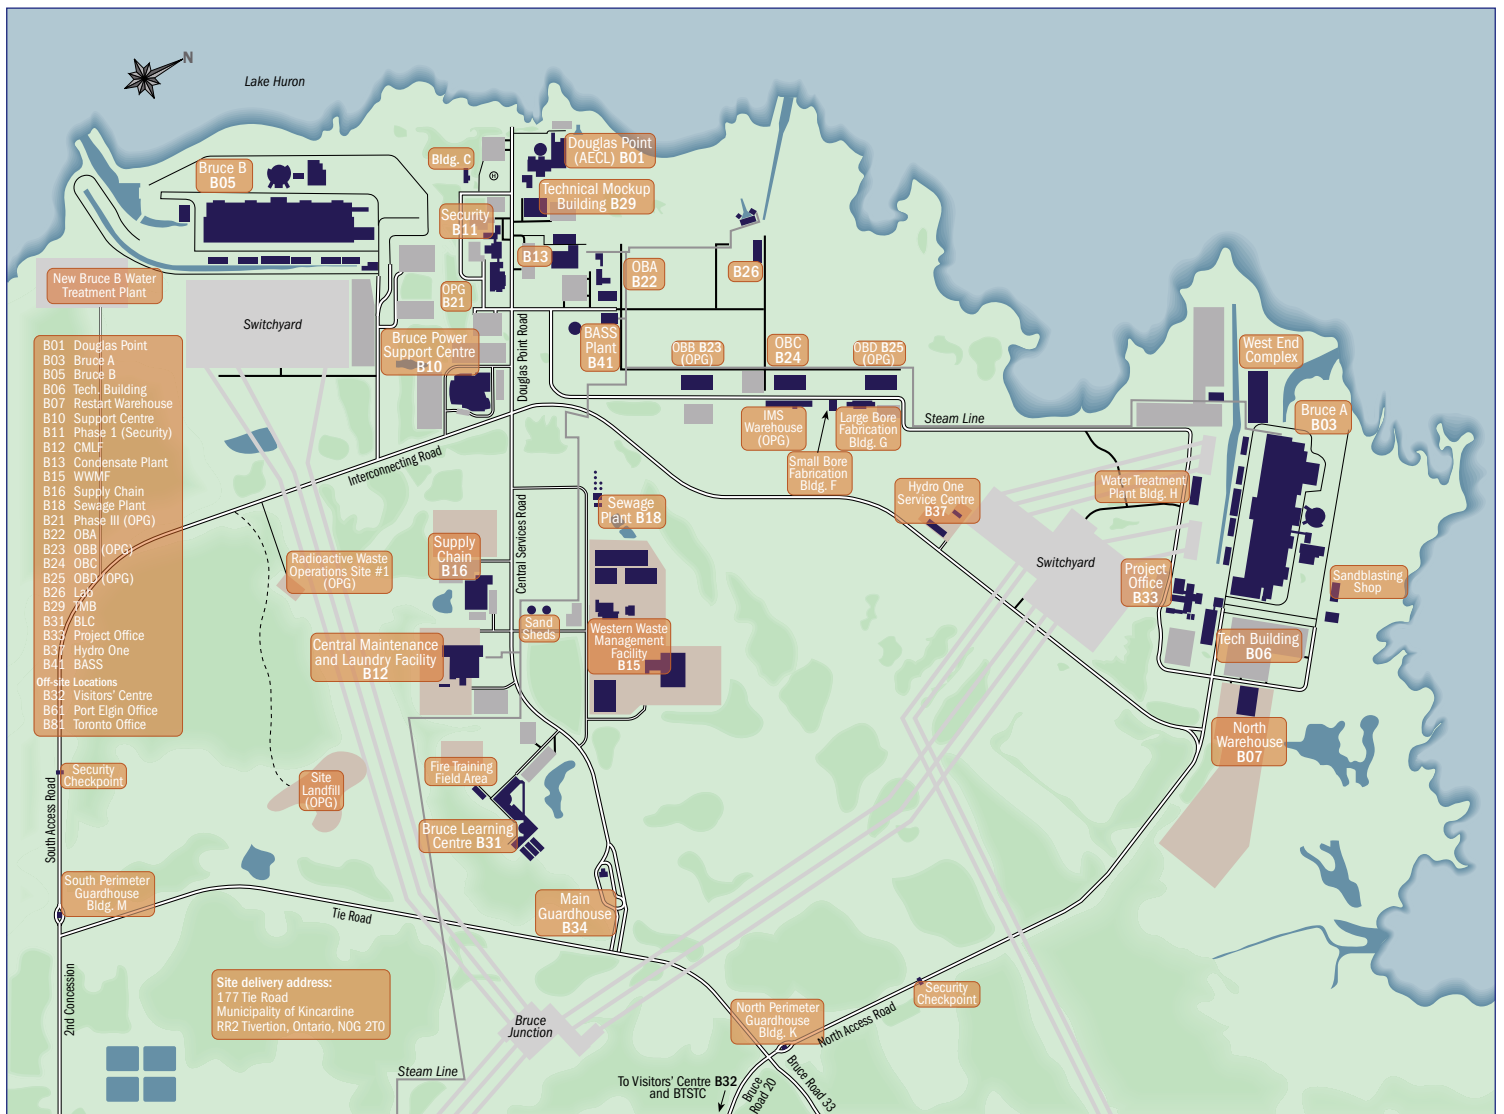 N
Lake Huron
Bldg. C
Douglas Point
(AECL) B01
Bruce B
B05
H
Technical Mockup
Building B29
Security
B11
B13
OBA
B22
B26
New Bruce B Water
Treatment Plant
OPG
B21
Switchyard
Bruce Power
Support Centre
B10
Douglas Point Road
BASS
Plant
B41
OBB B23
(OPG)
OBC
B24
OBD B25
(OPG)
West End
Complex
B01 Douglas Point
B03 Bruce A
B05 Bruce B
B06 Tech. Building
B07 Restart Warehouse
B10 Support Centre
B11 Phase 1 (Security)
B12 CMLF
B13 Condensate Plant
B15 WWMF
B16 Supply Chain
B18 Sewage Plant
B21 Phase III (OPG)
B22 OBA
B23 OBB (OPG)
B24 OBC
B25 OBD (OPG)
B26 Lab
B29 TMB
B31 BLC
B33 Project Office
B37 Hydro One
B41 BASS
Off-site Locations
B32 Visitors' Centre
B61 Port Elgin Office
B81 Toronto Office
IMS
Warehouse
(OPG)
Large Bore
Fabrication
Bldg. G
Steam Line
Bruce A
B03
Small Bore
Fabrication
Bldg. F
Interconnecting Road
Hydro One
Service Centre
B37
Water Treatment
Plant Bldg. H
Central Services Road
Sewage
Plant B18
Supply
Chain
B16
Radioactive Waste
Operations Site #1
(OPG)
Switchyard
Project
Office
B33
Sandblasting
Shop
Sand
Sheds
Western Waste
Management
Facility
B15
Central Maintenance
and Laundry Facility
B12
Tech Building
B06
North
Warehouse
B07
Security
Checkpoint
South Access Road
Site
Landfill
(OPG)
Fire Training
Field Area
Bruce Learning
Centre B31
South Perimeter
Guardhouse
Bldg. M
Tie Road
Main
Guardhouse
B34
2nd Concession
Site delivery address:
177 Tie Road
Municipality of Kincardine
RR2 Tivertion, Ontario, N0G 2T0
Bruce
Junction
North Perimeter
Guardhouse
Bldg. K
North Access Road
Security
Checkpoint
Steam Line
To Visitors' Centre B32
and BTSTC
Bruce
Road 20
Bruce Road 33